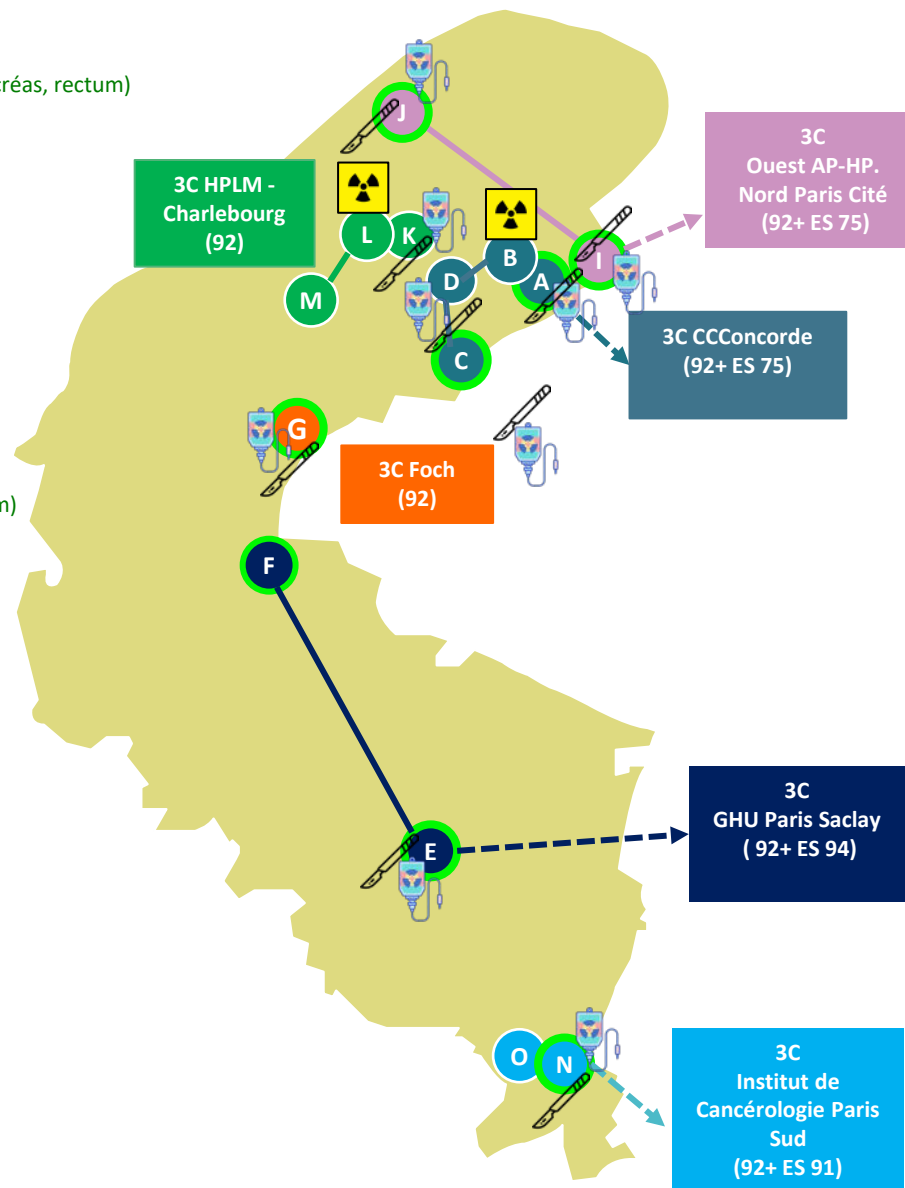 créas, rectum)
J
3C
Ouest AP-HP.
Nord Paris Cité
(92+ ES 75)
3C HPLM -
Charlebourg
(92)
L
K
B
I
D
A
M
3C CCConcorde
(92+ ES 75)
C
G
3C Foch
(92)
m)
F
3C
GHU Paris Saclay
( 92+ ES 94)
E
O
N
3C
Institut de
Cancérologie Paris
Sud
(92+ ES 91)